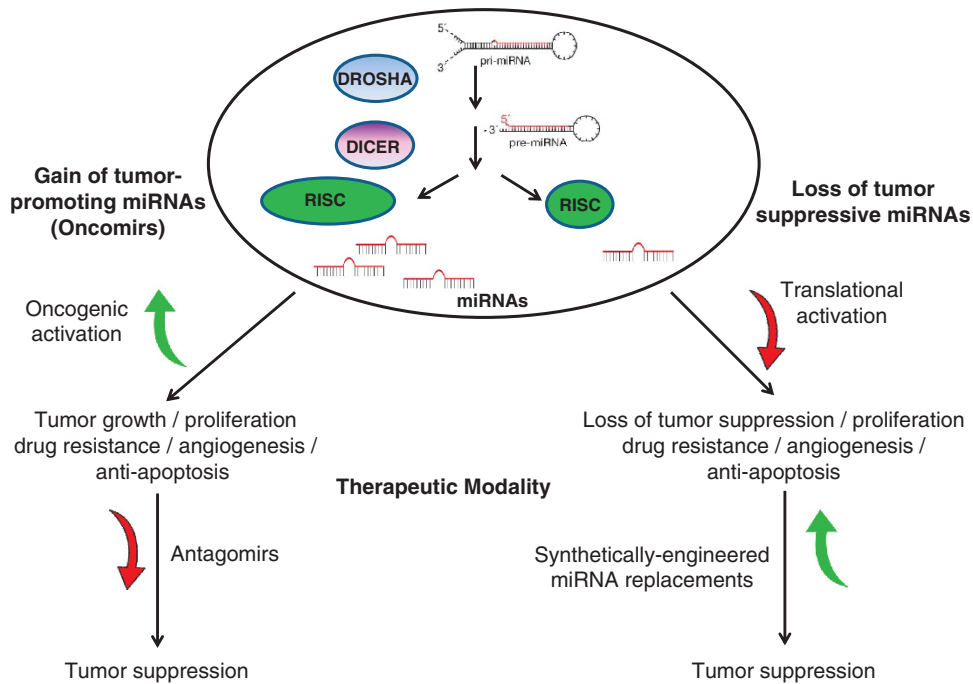 5´
3´
pri-miRNA
DROSHA
5´
- 3´
pre-miRNA
DICER
RISC
RISC
miRNAs
Gain of tumor-
promoting miRNAs
(Oncomirs)
Loss of tumor
suppressive miRNAs
Oncogenic
activation
Translational
activation
Tumor growth / proliferation
drug resistance / angiogenesis /
anti-apoptosis
Loss of tumor suppression / proliferation
drug resistance / angiogenesis /
anti-apoptosis
Therapeutic Modality
Antagomirs
Synthetically-engineered
miRNA replacements
Tumor suppression
Tumor suppression